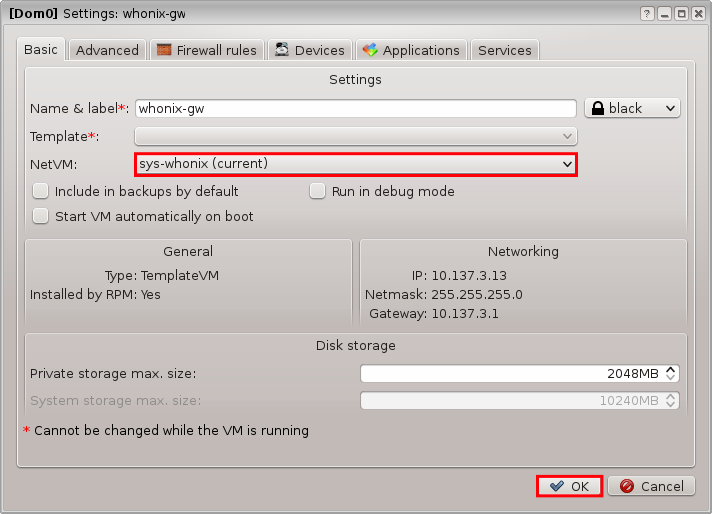 [Dom0] Settings: whonix-gw
Basic Advanced Firewall rules Devices Applications Services
Settings
Name & label*: whonix-gw black
Template*:
NetVM: sys-whonix (current)
Include in backups by default Run in debug mode
Start VM automatically on boot
General Networking
Type: TemplateVM IP: 10.137.3.13
Installed by RPM: Yes Netmask: 255.255.255.0
Gateway: 10.137.3.1
Disk storage
Private storage max. size: 2048MB
System storage max. size: 10240MB
* Cannot be changed while the VM is running
OK Cancel